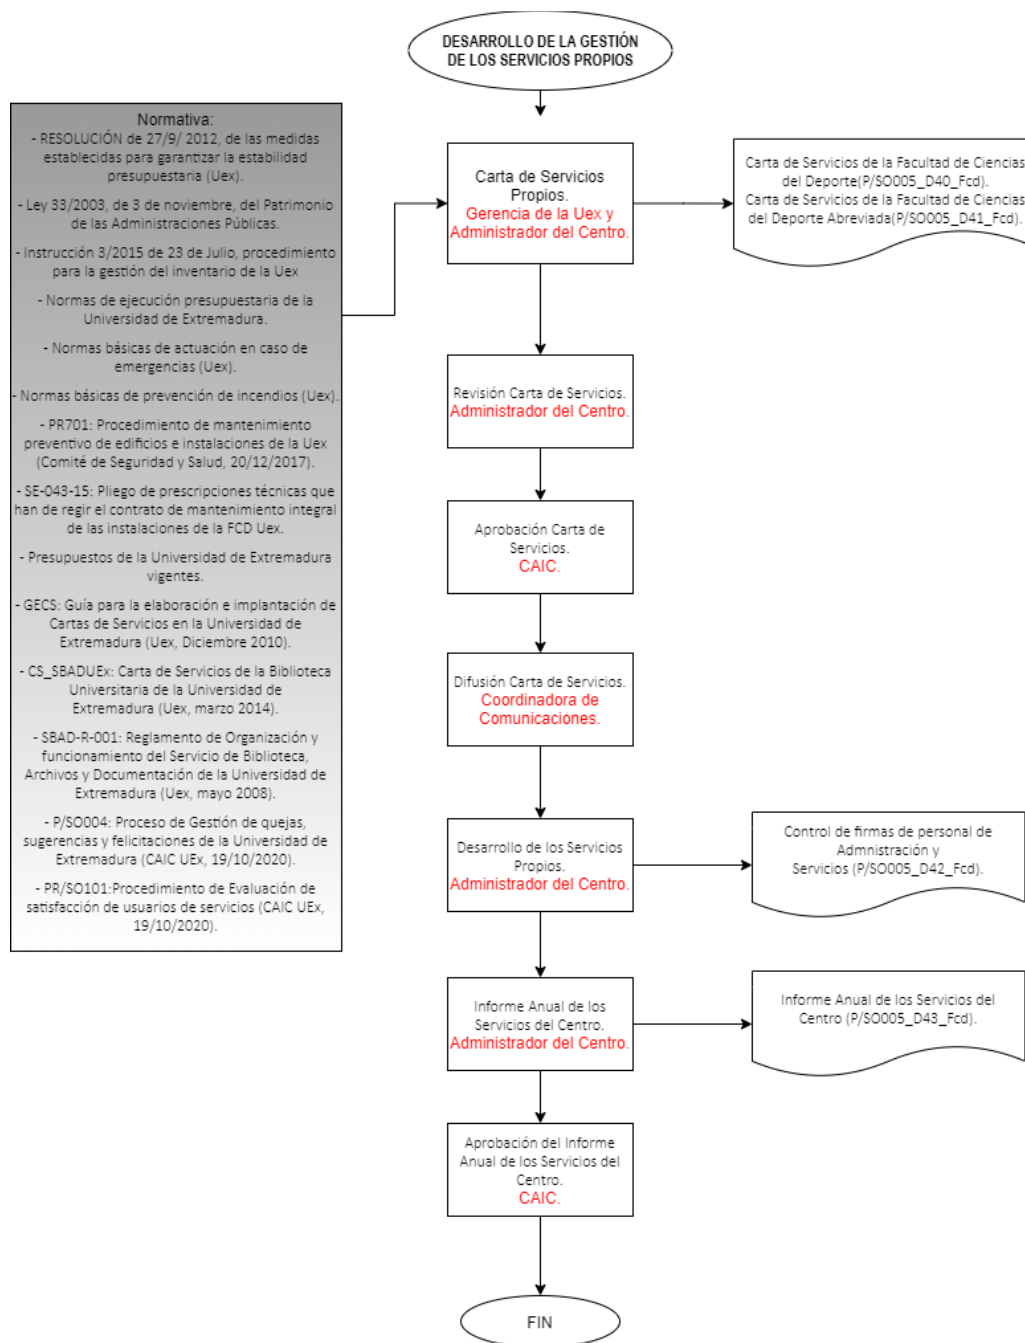 DESARROLLO DE LA GESTIÓN
DE LOS SERVICIOS PROPIOS
Normativa:
- RESOLUCIÓN de 27/9/ 2012, de las medidas
establecidas para garantizar la estabilidad
presupuestaria (Uex).
- Ley 33/2003, de 3 de noviembre, del Patrimonio
de las Administraciones Públicas.
- Instrucción 3/2015 de 23 de Julio, procedimiento
para la gestión del inventario de la Uex
- Normas de ejecución presupuestaria de la
Universidad de Extremadura.
- Normas básicas de actuación en caso de
emergencias (Uex).
- Normas básicas de prevención de incendios (Uex).
- PR701: Procedimiento de mantenimiento
preventivo de edificios e instalaciones de la Uex
(Comité de Seguridad y Salud, 20/12/2017).
- SE-043-15: Pliego de prescripciones técnicas que
han de regir el contrato de mantenimiento integral
de las instalaciones de la FCD Uex.
- Presupuestos de la Universidad de Extremadura
vigentes.
- GECS: Guía para la elaboración e implantación de
Cartas de Servicios en la Universidad de
Extremadura (Uex, Diciembre 2010).
- CS_SBADUEx: Carta de Servicios de la Biblioteca
Universitaria de la Universidad de
Extremadura (Uex, marzo 2014).
- SBAD-R-001: Reglamento de Organización y
funcionamiento del Servicio de Biblioteca,
Archivos y Documentación de la Universidad de
Extremadura (Uex, mayo 2008).
- P/SO004: Proceso de Gestión de quejas,
sugerencias y felicitaciones de la Universidad de
Extremadura (CAIC UEx, 19/10/2020).
- PR/SO101:Procedimiento de Evaluación de
satisfacción de usuarios de servicios (CAIC UEx,
19/10/2020).
Carta de Servicios
Propios.
Gerencia de la Uex y
Administrador del Centro.
Carta de Servicios de la Facultad de Ciencias
del Deporte(P/SO005_D40_Fcd).
Carta de Servicios de la Facultad de Ciencias
del Deporte Abreviada(P/SO005_D41_Fcd).
Revisión Carta de Servicios.
Administrador del Centro.
Aprobación Carta de
Servicios.
CAIC.
Difusión Carta de Servicios.
Coordinadora de
Comunicaciones.
Desarrollo de los Servicios
Propios.
Administrador del Centro.
Control de firmas de personal de
Admnistración y
Servicios (P/SO005_D42_Fcd).
Informe Anual de los
Servicios del Centro.
Administrador del Centro.
Informe Anual de los Servicios del
Centro (P/SO005_D43_Fcd).
Aprobación del Informe
Anual de los Servicios del
Centro.
CAIC.
FIN